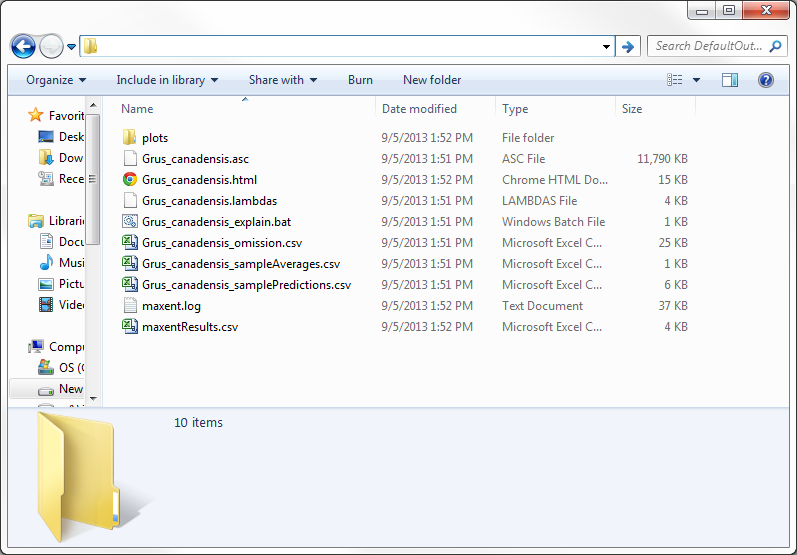 Search DefaultOut...
Organize Include in library Share with Burn New folder
Name Date modified Type Size
plots 9/5/2013 1:52 PM File folder
Grus_canadensis.asc 9/5/2013 1:51 PM ASC File 11,790 KB
Grus_canadensis.html 9/5/2013 1:52 PM Chrome HTML Do... 15 KB
Grus_canadensis.lambdas 9/5/2013 1:51 PM LAMBDAS File 4 KB
Grus_canadensis_explain.bat 9/5/2013 1:51 PM Windows Batch File 1 KB
Grus_canadensis_omission.csv 9/5/2013 1:51 PM Microsoft Excel C... 25 KB
Grus_canadensis_sampleAverages.csv 9/5/2013 1:51 PM Microsoft Excel C... 1 KB
Grus_canadensis_samplePredictions.csv 9/5/2013 1:51 PM Microsoft Excel C... 6 KB
maxent.log 9/5/2013 1:52 PM Text Document 37 KB
maxentResults.csv 9/5/2013 1:52 PM Microsoft Excel C... 4 KB
Favorit
Desk
Dow
Rece
Librari
Docu
Musi
Pictu
Vide
Compu
OS (
New
10 items